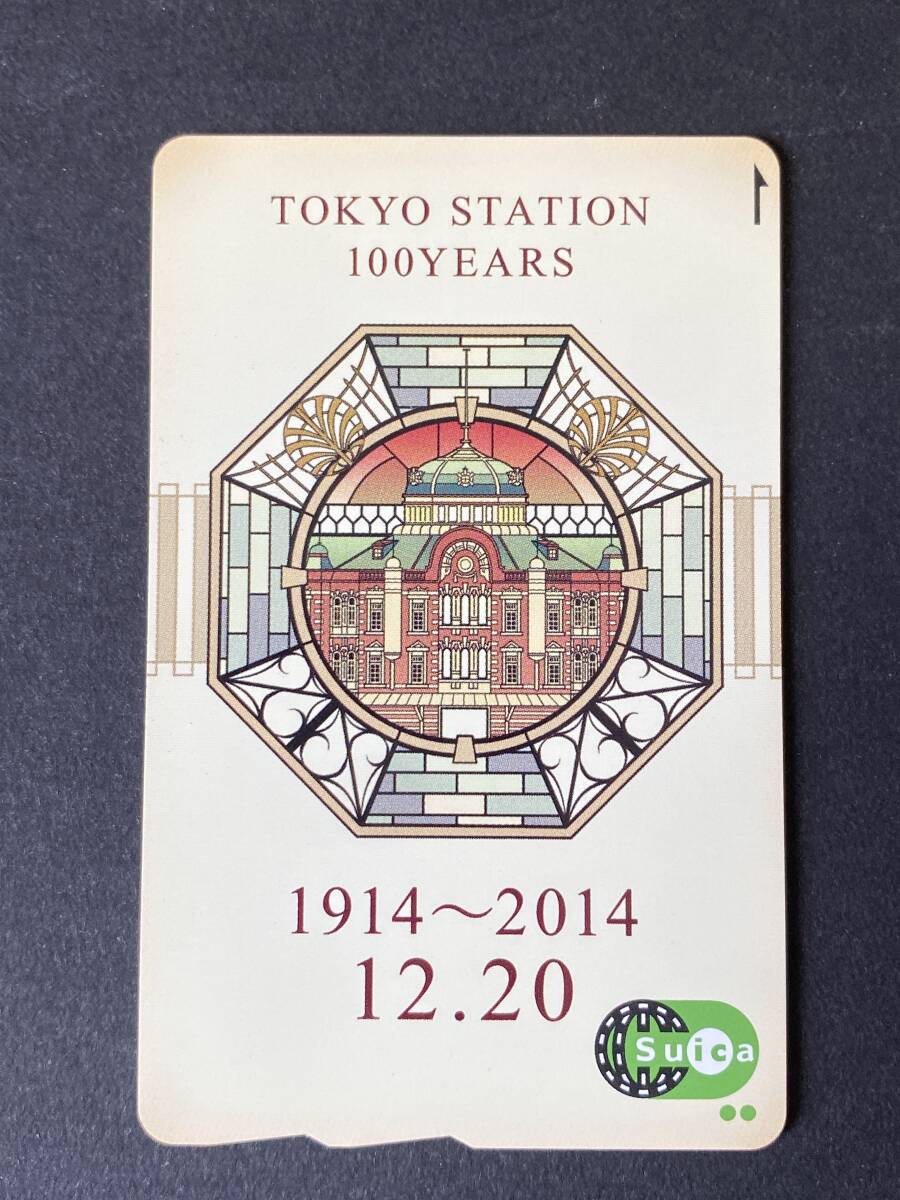 TOKYO STATION
100YEARS
1914～2014
12.20
Suica